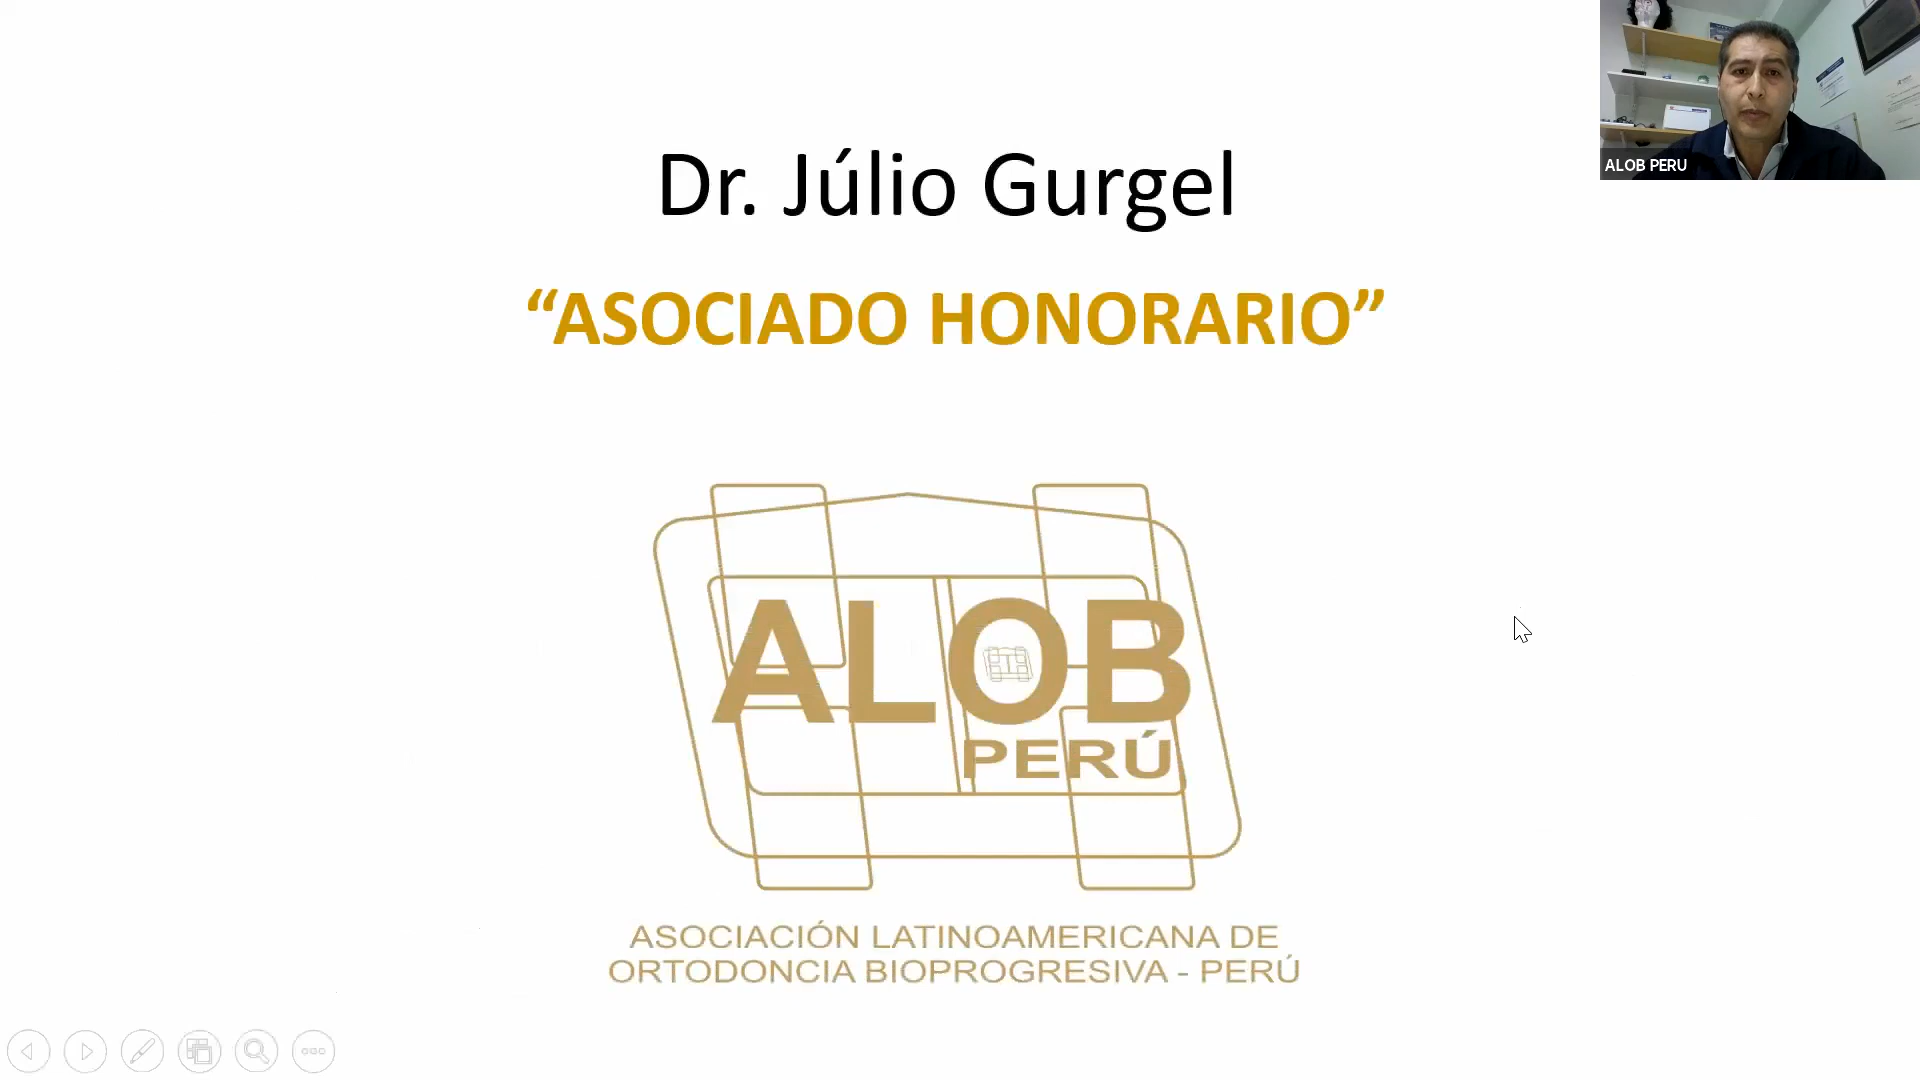 Dr. Júlio Gurgel
“ASOCIADO HONORARIO”
ALOB
PERÚ
ASOCIACIÓN LATINOAMERICANA DE
ORTODONCIA BIOPROGRESIVA - PERÚ
ALOB PERU